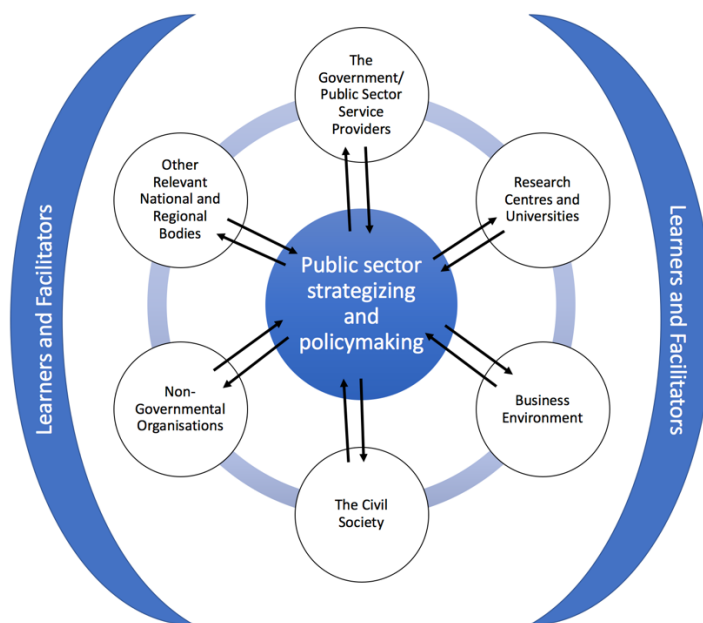 The
Government/
Public Sector
Service
Providers
Other
Relevant
National and
Regional
Bodies
Research
Centres and
Universities
Learners and Facilitators
Public sector
strategizing
and
policymaking
Learners and Facilitators
Non-
Governmental
Organisations
Business
Environment
The Civil
Society